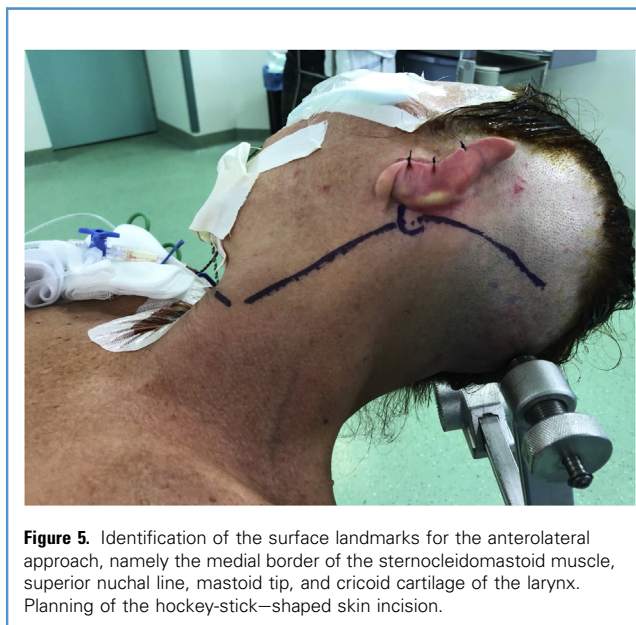 Figure 5. Identification of the surface landmarks for the anterolateral
approach, namely the medial border of the sternocleidomastoid muscle,
superior nuchal line, mastoid tip, and cricoid cartilage of the larynx.
Planning of the hockey-stick–shaped skin incision.